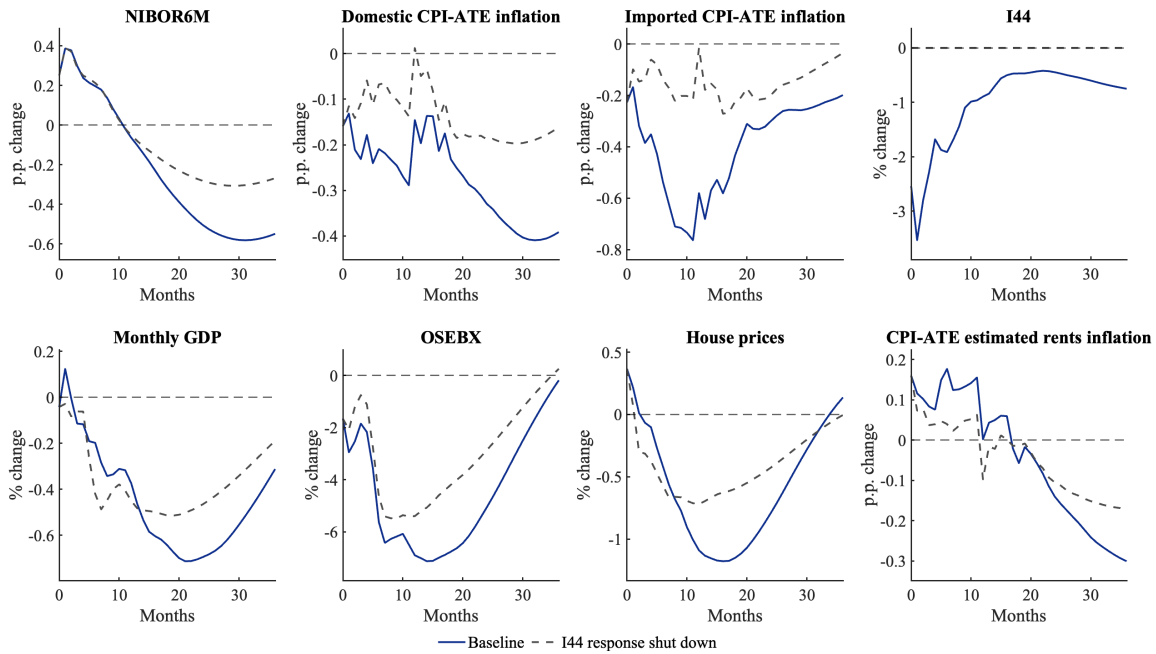 NIBOR6M
p.p. change
0.4
0.2
0
-0.2
-0.4
-0.6
0 10 20 30
Months
Domestic CPI-ATE inflation
p.p. change
0
-0.1
-0.2
-0.3
-0.4
0 10 20 30
Months
Imported CPI-ATE inflation
p.p. change
0
-0.2
-0.4
-0.6
-0.8
0 10 20 30
Months
I44
% change
0
-1
-2
-3
0 10 20 30
Months
Monthly GDP
% change
0.2
0
-0.2
-0.4
-0.6
0 10 20 30
Months
OSEBX
% change
0
-2
-4
-6
0 10 20 30
Months
House prices
% change
0.5
0
-0.5
-1
0 10 20 30
Months
CPI-ATE estimated rents inflation
p.p. change
0.2
0.1
0
-0.1
-0.2
-0.3
0 10 20 30
Months
Baseline I44 response shut down